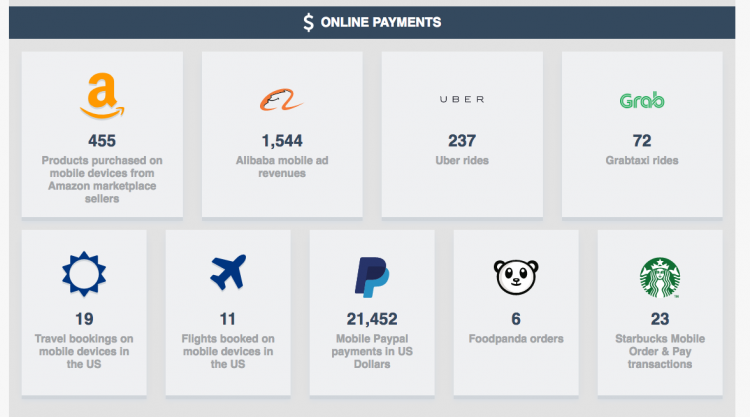 $ ONLINE PAYMENTS
a
UBER
Grab
455
1,544
237
72
Products purchased on
mobile devices from
Amazon marketplace
sellers
Alibaba mobile ad
revenues
Uber rides
Grabtaxi rides
19
11
21,452
6
23
Travel bookings on
mobile devices in
the US
Flights booked on
mobile devices in
the US
Mobile Paypal
payments in US
Dollars
Foodpanda orders
Starbucks Mobile
Order & Pay
transactions